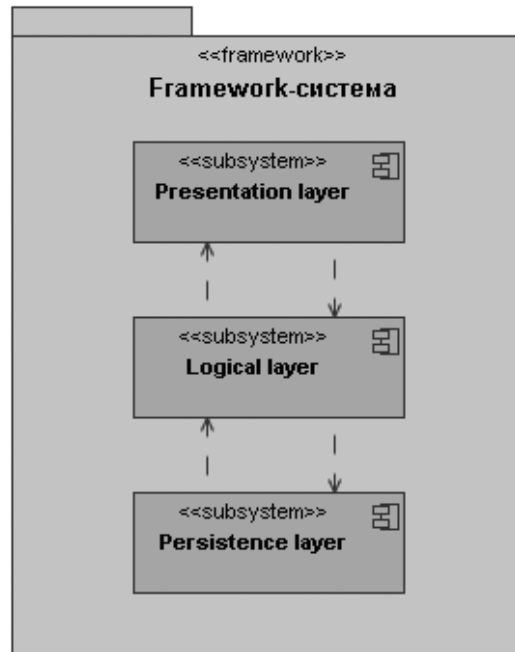 <<framework>>
Framework-система
<<subsystem>>
Presentation layer
<<subsystem>>
Logical layer
<<subsystem>>
Persistence layer